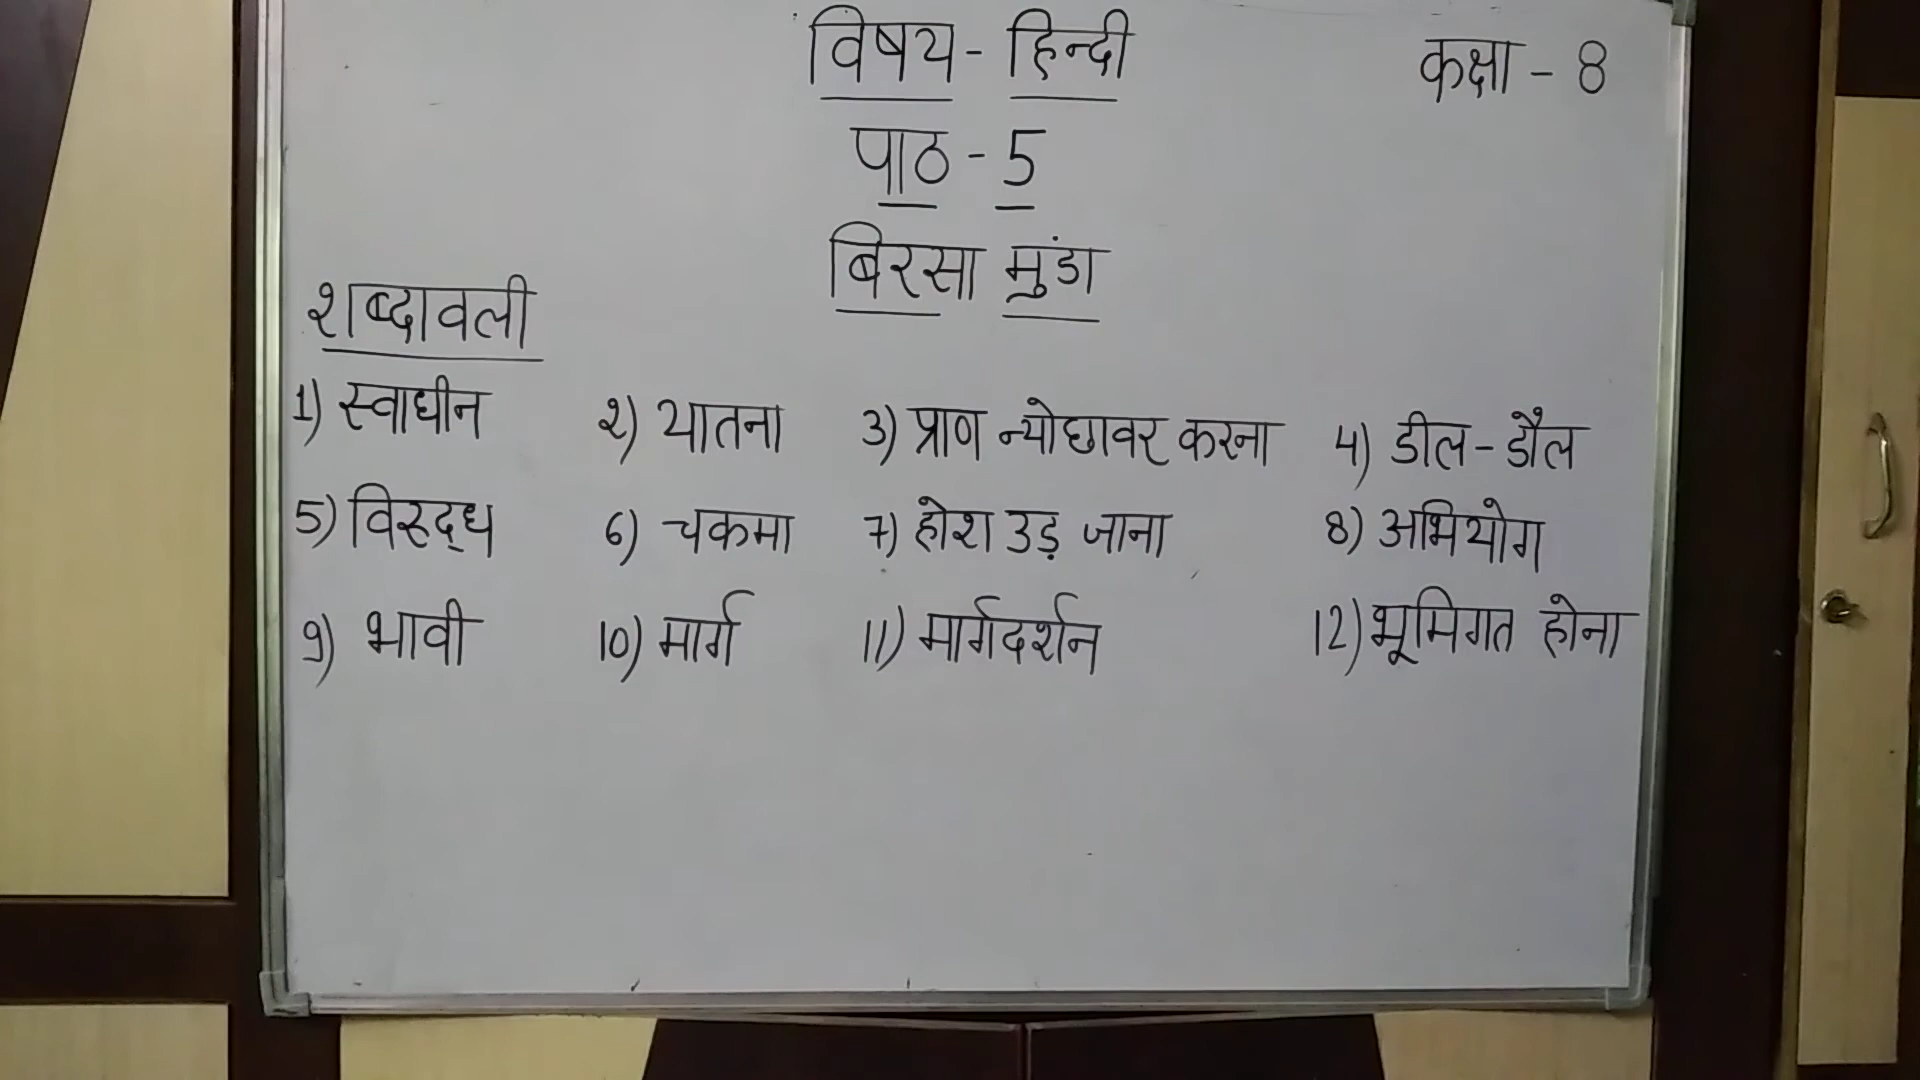 विषय - हिन्दी कक्षा - 8
पाठ - 5
बिरसा मुंडा
शब्दावली
1) स्वाधीन २) यातना 3) प्राण न्योछावर करना 4) डील-डौल
5) विरुद्ध 6) चकमा 7) होश उड़ जाना 8) अभियोग
9) भावी 10) मार्ग 11) मार्गदर्शन 12) भूमिगत होना